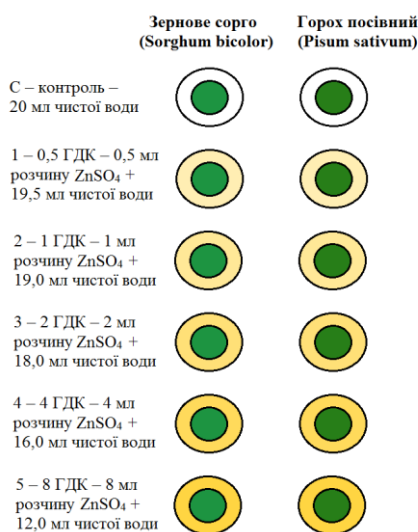 Зернове сорго
(Sorghum bicolor)
Горох посівний
(Pisum sativum)
С – контроль –
20 мл чистої води
1 – 0,5 ГДК – 0,5 мл
розчину ZnSO₄ +
19,5 мл чистої води
2 – 1 ГДК – 1 мл
розчину ZnSO₄ +
19,0 мл чистої води
3 – 2 ГДК – 2 мл
розчину ZnSO₄ +
18,0 мл чистої води
4 – 4 ГДК – 4 мл
розчину ZnSO₄ +
16,0 мл чистої води
5 – 8 ГДК – 8 мл
розчину ZnSO₄ +
12,0 мл чистої води